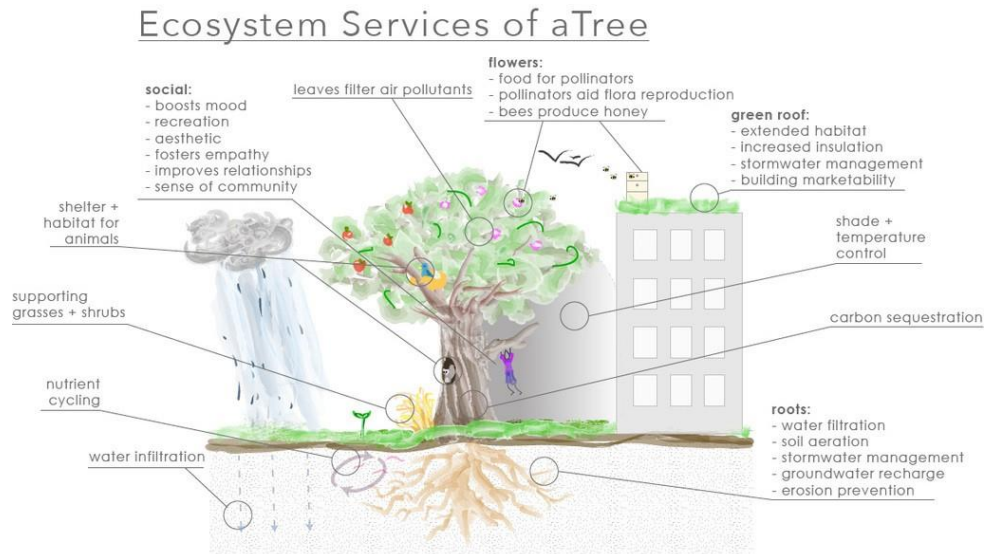 Ecosystem Services of aTree
social:
- boosts mood
- recreation
- aesthetic
- fosters empathy
- improves relationships
- sense of community
leaves filter air pollutants
flowers:
- food for pollinators
- pollinators aid flora reproduction
- bees produce honey
green roof:
- extended habitat
- increased insulation
- stormwater management
- building marketability
shelter +
habitat for
animals
shade +
temperature
control
supporting
grasses + shrubs
carbon sequestration
nutrient
cycling
roots:
- water filtration
- soil aeration
- stormwater management
- groundwater recharge
- erosion prevention
water infiltration